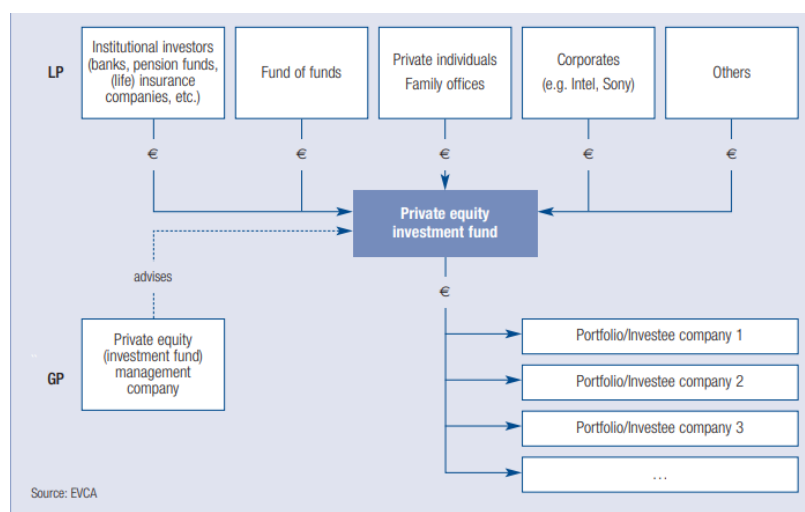 LP
Institutional investors
(banks, pension funds,
(life) insurance
companies, etc.)
Fund of funds
Private individuals
Family offices
Corporates
(e.g. Intel, Sony)
Others
€
€
€
€
€
Private equity
investment fund
advises
€
GP
Private equity
(investment fund)
management
company
Portfolio/Investee company 1
Portfolio/Investee company 2
Portfolio/Investee company 3
...
Source: EVCA